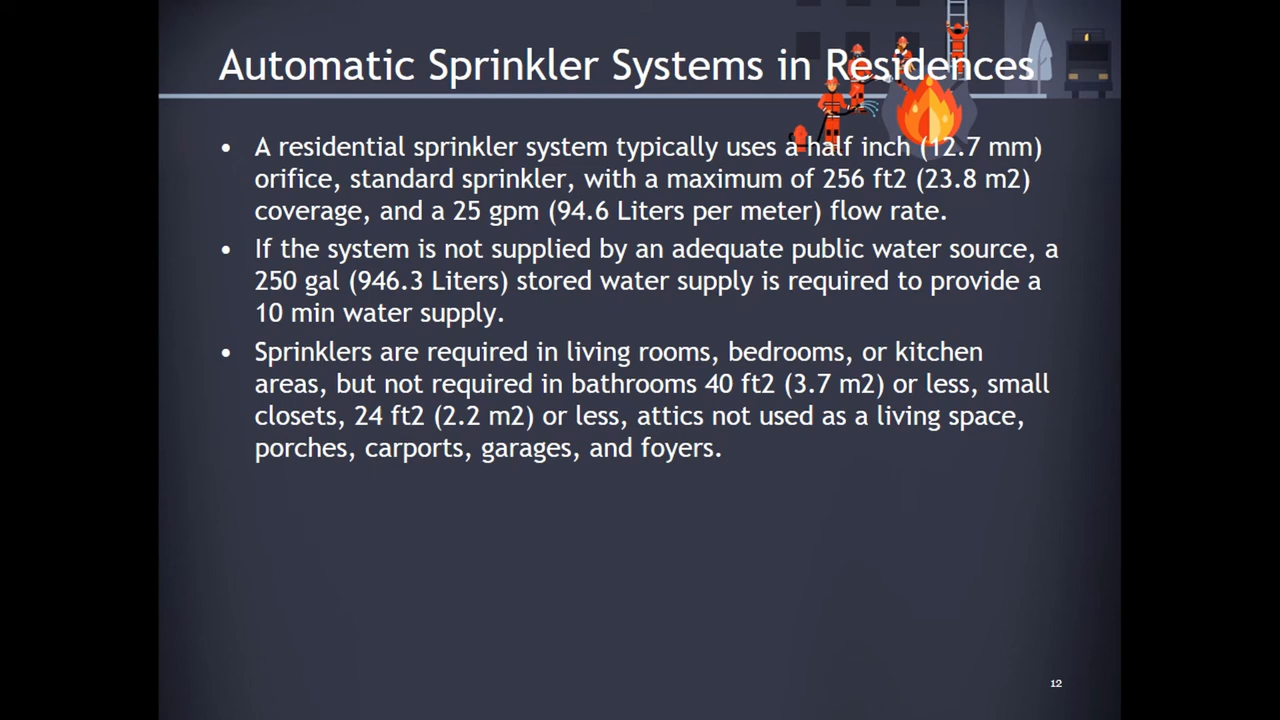 Automatic Sprinkler Systems in Residences
• A residential sprinkler system typically uses a half inch (12.7 mm)
orifice, standard sprinkler, with a maximum of 256 ft2 (23.8 m2)
coverage, and a 25 gpm (94.6 Liters per meter) flow rate.
• If the system is not supplied by an adequate public water source, a
250 gal (946.3 Liters) stored water supply is required to provide a
10 min water supply.
• Sprinklers are required in living rooms, bedrooms, or kitchen
areas, but not required in bathrooms 40 ft2 (3.7 m2) or less, small
closets, 24 ft2 (2.2 m2) or less, attics not used as a living space,
porches, carports, garages, and foyers.
12